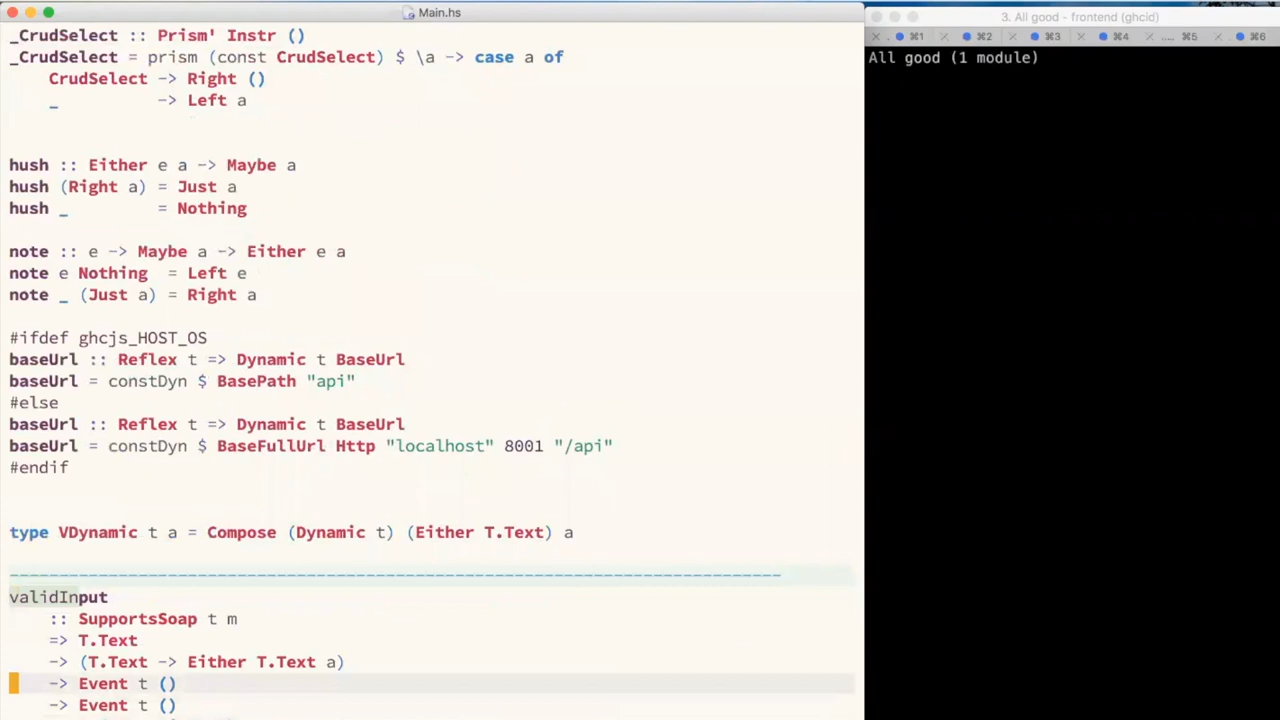 Main.hs
_CrudSelect :: Prism' Instr ()
_CrudSelect = prism (const CrudSelect) $ \a -> case a of
    CrudSelect -> Right ()
    _          -> Left a
hush :: Either e a -> Maybe a
hush (Right a) = Just a
hush _         = Nothing
note :: e -> Maybe a -> Either e a
note e Nothing  = Left e
note _ (Just a) = Right a
#ifdef ghcjs_HOST_OS
baseUrl :: Reflex t => Dynamic t BaseUrl
baseUrl = constDyn $ BasePath "api"
#else
baseUrl :: Reflex t => Dynamic t BaseUrl
baseUrl = constDyn $ BaseFullUrl Http "localhost" 8001 "/api"
#endif
type VDynamic t a = Compose (Dynamic t) (Either T.Text) a
------------------------------------------------------------------------------
validInput
    :: SupportsSoap t m
    => T.Text
    -> (T.Text -> Either T.Text a)
    -> Event t ()
    -> Event t ()
3. All good - frontend (ghcid)
⌘1 ⌘2 ⌘3 ⌘4 .... ⌘5 ⌘6
All good (1 module)